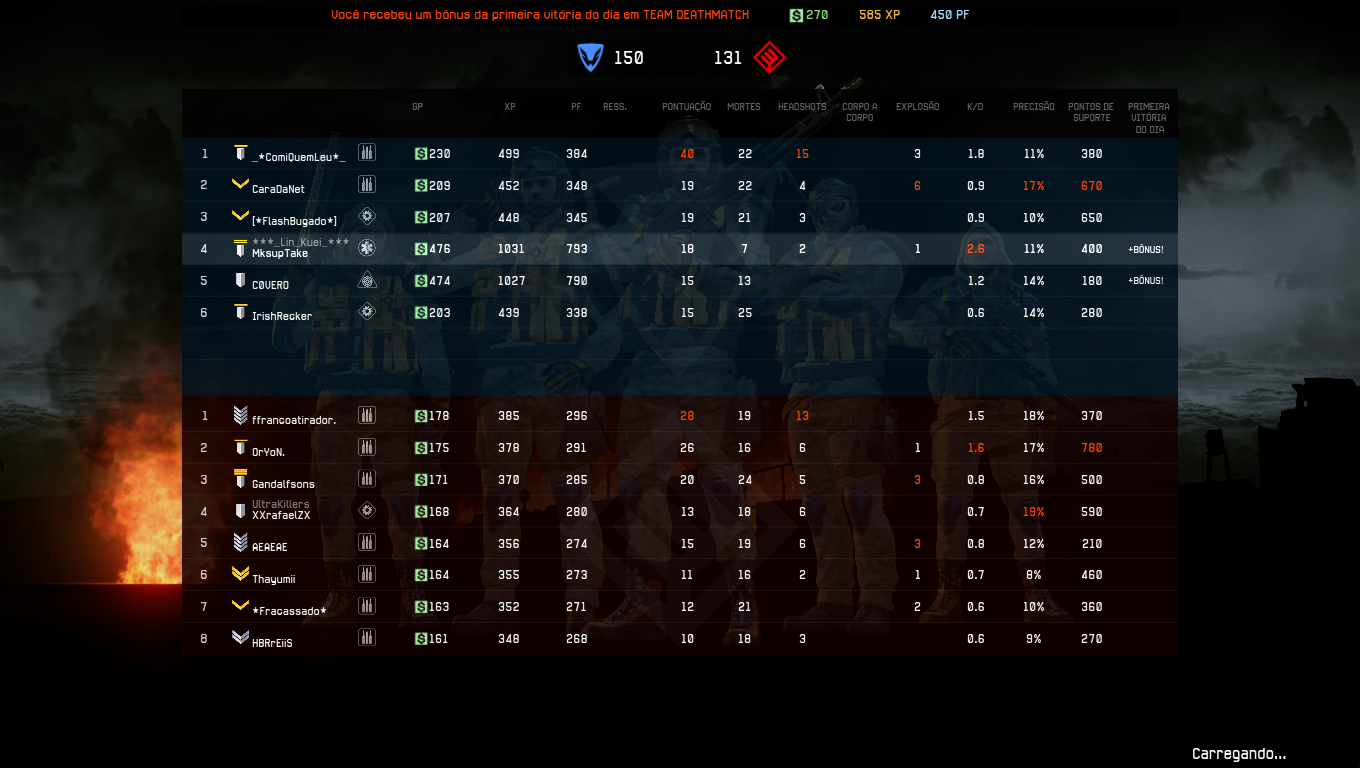 Você recebeu um bônus da primeira vitória do dia em TEAM DEATHMATCH $ 270 585 XP 450 PF
150 131
GP XP PF RESS. PONTUAÇÃO MORTES HEADSHOTS CORPO A CORPO EXPLOSÃO K/D PRECISÃO PONTOS DE SUPORTE PRIMEIRA VITÓRIA DO DIA
1 _*ComiQuemLeu*_ $ 230 499 384 40 22 15 3 1.8 11% 380
2 CaraDaNet $ 209 452 348 19 22 4 6 0.9 17% 670
3 [*FlashBugado*] $ 207 448 345 19 21 3 0.9 10% 650
***_Lin_Kuei_***
4 MksupTake $ 476 1031 793 18 7 2 1 2.6 11% 400 +BÔNUS!
5 C0VERO $ 474 1027 790 15 13 1.2 14% 180 +BÔNUS!
6 IrishRecker $ 203 439 338 15 25 0.6 14% 280
1 ffrancoatirador. $ 178 385 296 28 19 13 1.5 18% 370
2 OrYoN. $ 175 378 291 26 16 6 1 1.6 17% 780
3 Gandalfsons $ 171 370 285 20 24 5 3 0.8 16% 500
UltraKillers
4 XXrafaelZX $ 168 364 280 13 18 6 0.7 19% 590
5 AEAEAE $ 164 356 274 15 19 6 3 0.8 12% 210
6 Thayumii $ 164 355 273 11 16 2 1 0.7 8% 460
7 *Fracassado* $ 163 352 271 12 21 2 0.6 10% 360
8 HBRrEiiS $ 161 348 268 10 18 3 0.6 9% 270
Carregando...